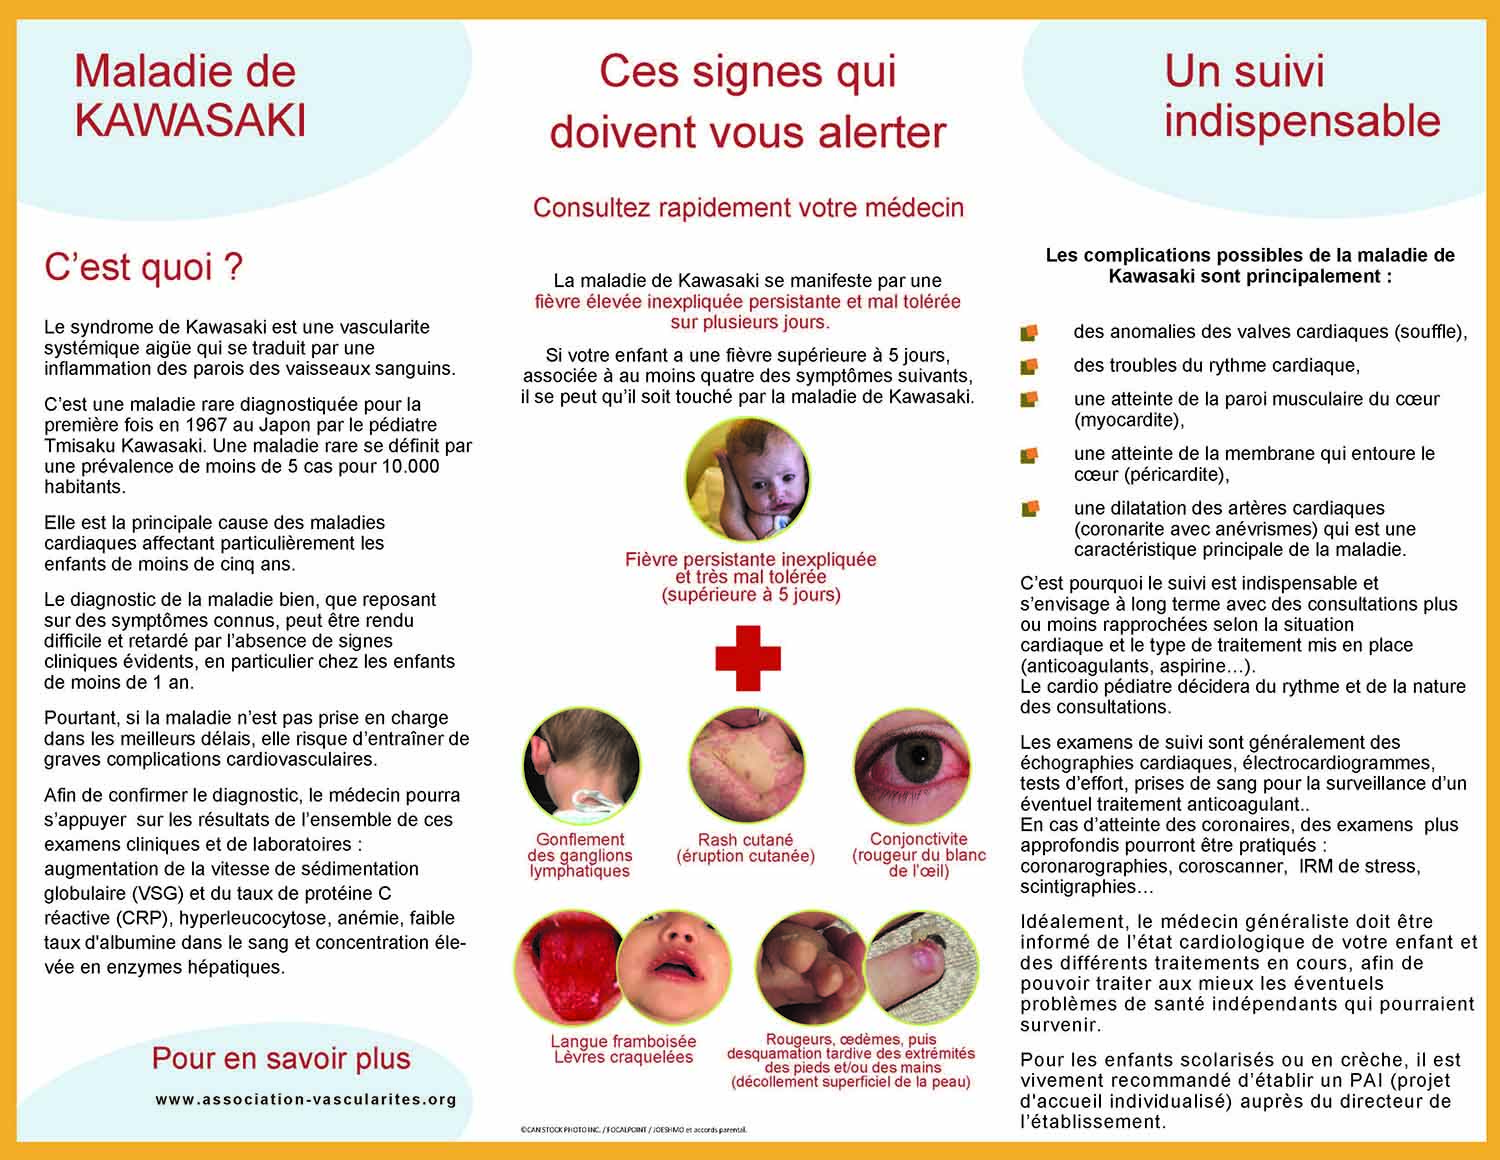 Maladie de
KAWASAKI
C’est quoi ?
Le syndrome de Kawasaki est une vascularite
systémique aigüe qui se traduit par une
inflammation des parois des vaisseaux sanguins.
C’est une maladie rare diagnostiquée pour la
première fois en 1967 au Japon par le pédiatre
Tmisaku Kawasaki. Une maladie rare se définit par
une prévalence de moins de 5 cas pour 10.000
habitants.
Elle est la principale cause des maladies
cardiaques affectant particulièrement les
enfants de moins de cinq ans.
Le diagnostic de la maladie bien, que reposant
sur des symptômes connus, peut être rendu
difficile et retardé par l’absence de signes
cliniques évidents, en particulier chez les enfants
de moins de 1 an.
Pourtant, si la maladie n’est pas prise en charge
dans les meilleurs délais, elle risque d’entraîner de
graves complications cardiovasculaires.
Afin de confirmer le diagnostic, le médecin pourra
s’appuyer sur les résultats de l’ensemble de ces
examens cliniques et de laboratoires :
augmentation de la vitesse de sédimentation
globulaire (VSG) et du taux de protéine C
réactive (CRP), hyperleucocytose, anémie, faible
taux d'albumine dans le sang et concentration éle-
vée en enzymes hépatiques.
Pour en savoir plus
www.association-vascularites.org
Ces signes qui
doivent vous alerter
Consultez rapidement votre médecin
La maladie de Kawasaki se manifeste par une
fièvre élevée inexpliquée persistante et mal tolérée
sur plusieurs jours.
Si votre enfant a une fièvre supérieure à 5 jours,
associée à au moins quatre des symptômes suivants,
il se peut qu’il soit touché par la maladie de Kawasaki.
Fièvre persistante inexpliquée
et très mal tolérée
(supérieure à 5 jours)
Gonflement
des ganglions
lymphatiques
Rash cutané
(éruption cutanée)
Conjonctivite
(rougeur du blanc
de l’œil)
Langue framboisée
Lèvres craquelées
Rougeurs, œdèmes, puis
desquamation tardive des extrémités
des pieds et/ou des mains
(décollement superficiel de la peau)
©CAN STOCK PHOTO INC. / FOCALPOINT / JOESHMO et accords parental.
Un suivi
indispensable
Les complications possibles de la maladie de
Kawasaki sont principalement :
des anomalies des valves cardiaques (souffle),
des troubles du rythme cardiaque,
une atteinte de la paroi musculaire du cœur
(myocardite),
une atteinte de la membrane qui entoure le
cœur (péricardite),
une dilatation des artères cardiaques
(coronarite avec anévrismes) qui est une
caractéristique principale de la maladie.
C’est pourquoi le suivi est indispensable et
s’envisage à long terme avec des consultations plus
ou moins rapprochées selon la situation
cardiaque et le type de traitement mis en place
(anticoagulants, aspirine…).
Le cardio pédiatre décidera du rythme et de la nature
des consultations.
Les examens de suivi sont généralement des
échographies cardiaques, électrocardiogrammes,
tests d’effort, prises de sang pour la surveillance d’un
éventuel traitement anticoagulant..
En cas d’atteinte des coronaires, des examens plus
approfondis pourront être pratiqués :
coronarographies, coroscanner, IRM de stress,
scintigraphies…
Idéalement, le médecin généraliste doit être
informé de l’état cardiologique de votre enfant et
des différents traitements en cours, afin de
pouvoir traiter aux mieux les éventuels
problèmes de santé indépendants qui pourraient
survenir.
Pour les enfants scolarisés ou en crèche, il est
vivement recommandé d’établir un PAI (projet
d'accueil individualisé) auprès du directeur de
l’établissement.